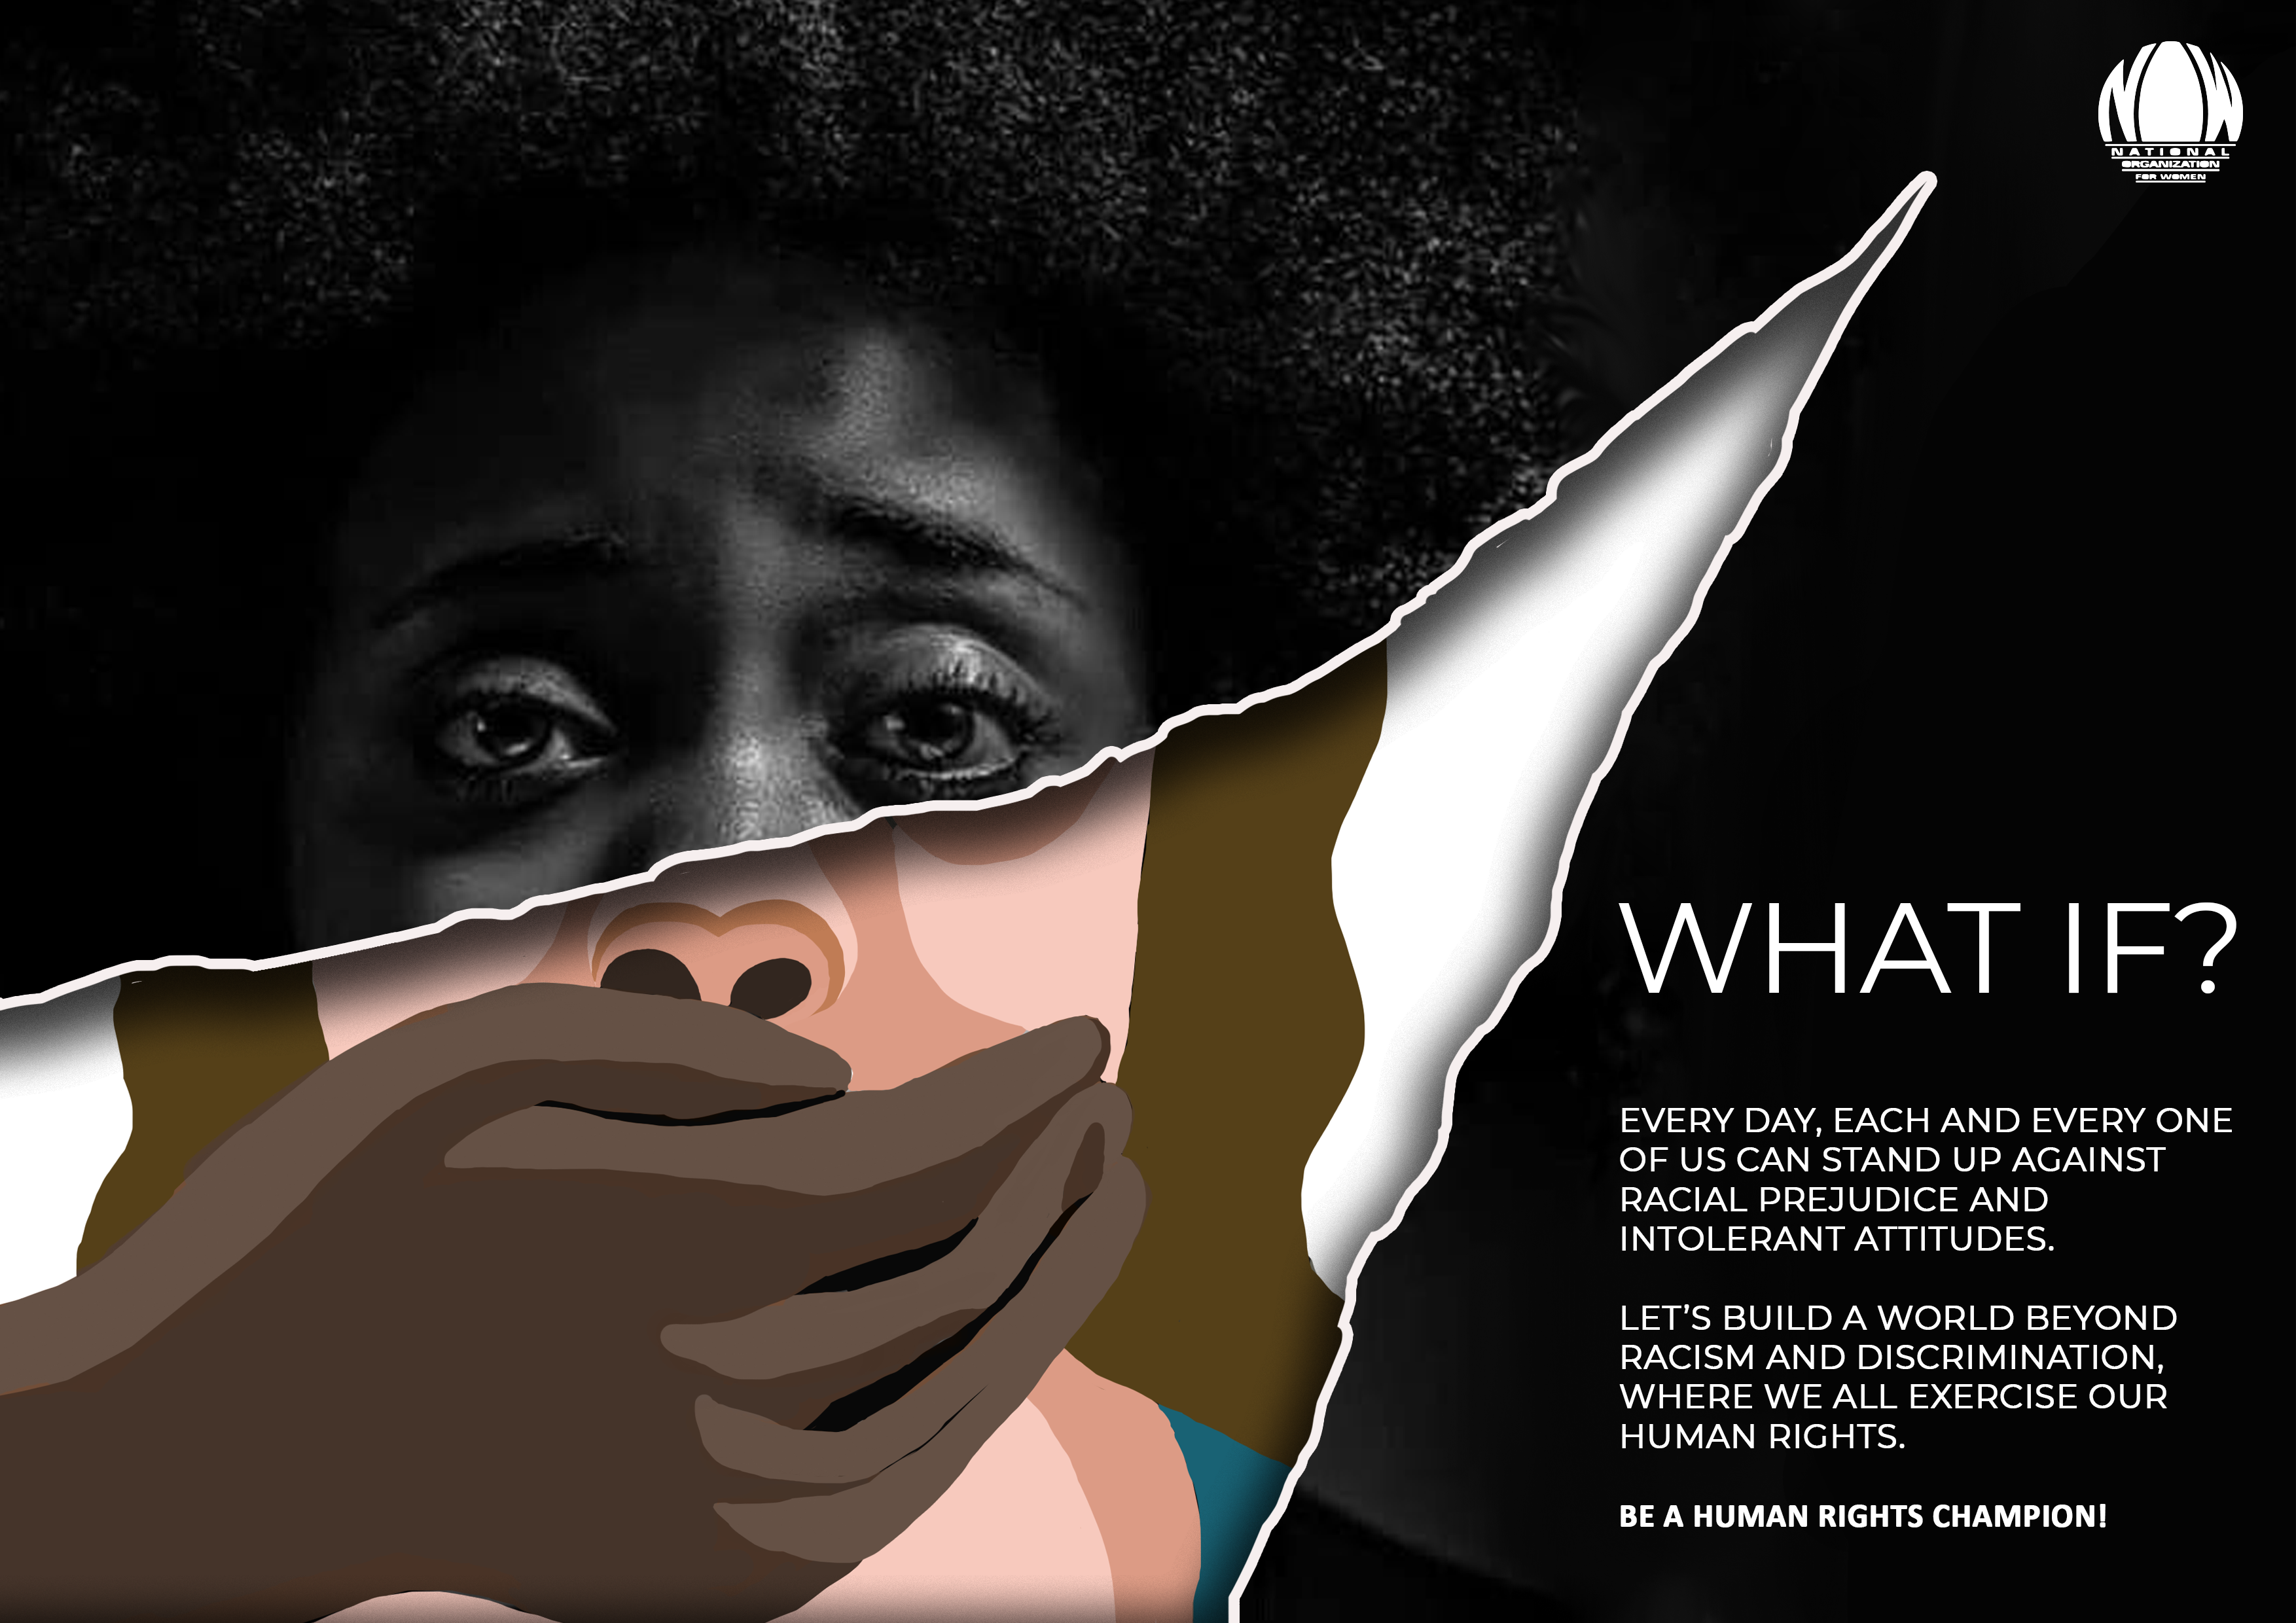 NOW
NATIONAL
ORGANIZATION
FOR WOMEN
WHAT IF?
EVERY DAY, EACH AND EVERY ONE
OF US CAN STAND UP AGAINST
RACIAL PREJUDICE AND
INTOLERANT ATTITUDES.
LET’S BUILD A WORLD BEYOND
RACISM AND DISCRIMINATION,
WHERE WE ALL EXERCISE OUR
HUMAN RIGHTS.
BE A HUMAN RIGHTS CHAMPION!